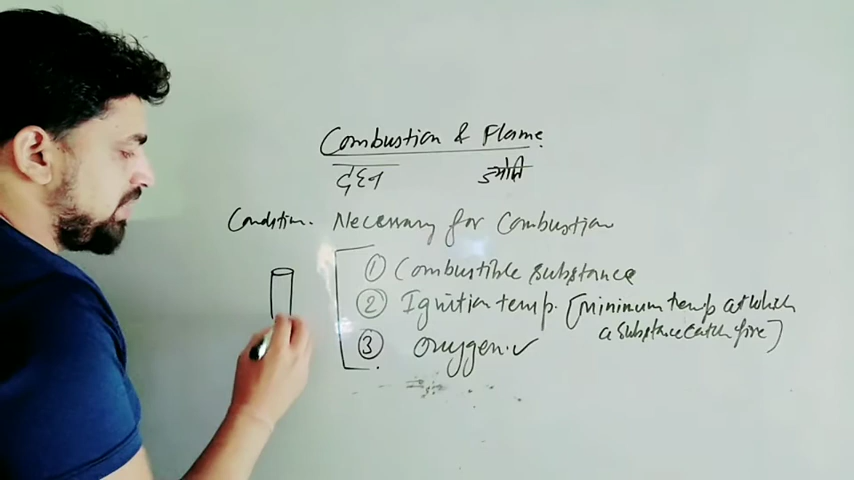 Combustion & Flame.
दहन ज्योति
Condition. Necessary for Combustion
① Combustible substance
② Ignition temp. [mininum temp at which
a substance catch fire]
③ Oxygen. ✓